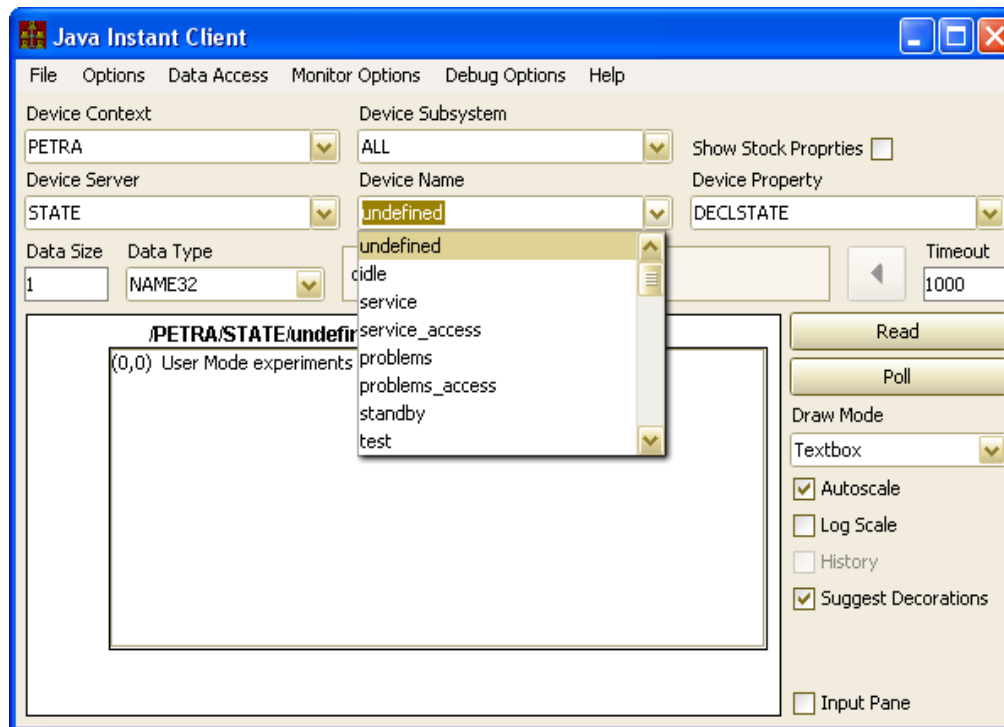 Java Instant Client
File Options Data Access Monitor Options Debug Options Help
Device Context Device Subsystem
PETRA ALL Show Stock Proprties
Device Server Device Name Device Property
STATE undefined DECLSTATE
Data Size Data Type undefined Timeout
idle
1 NAME32 1000
service
/PETRA/STATE/undefin service_access Read
(0,0) User Mode experiments problems
problems_access Poll
standby Draw Mode
test Textbox
Autoscale
Log Scale
History
Suggest Decorations
Input Pane